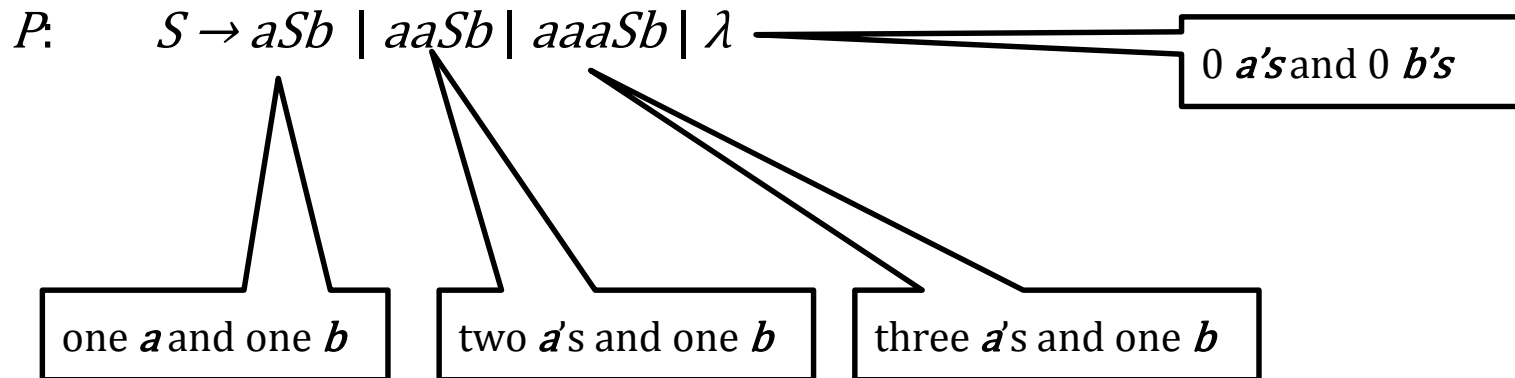 P: S → aSb | aaSb | aaaSb | λ
0 a's and 0 b's
one a and one b
two a's and one b
three a's and one b